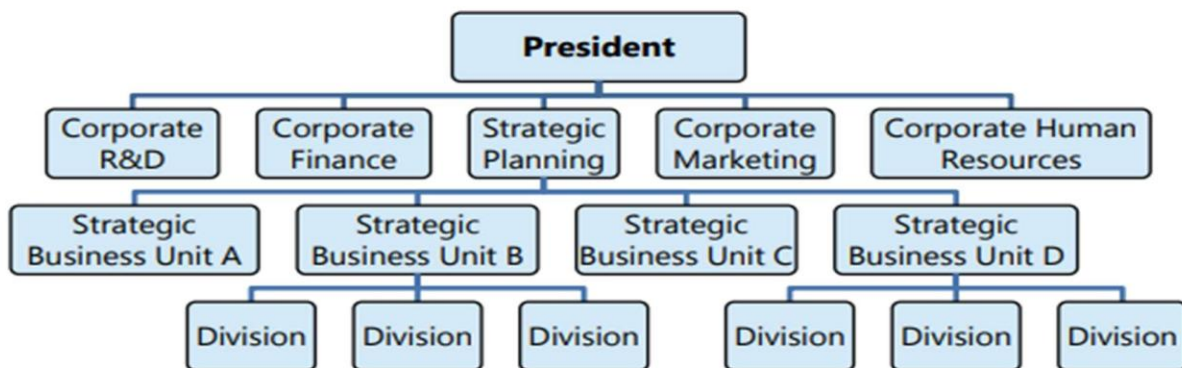 President
Corporate
R&D
Corporate
Finance
Strategic
Planning
Corporate
Marketing
Corporate Human
Resources
Strategic
Business Unit A
Strategic
Business Unit B
Strategic
Business Unit C
Strategic
Business Unit D
Division
Division
Division
Division
Division
Division